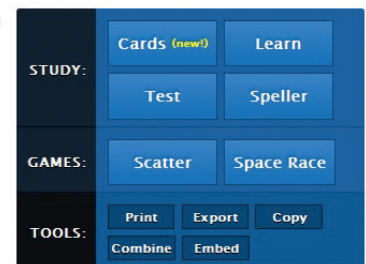 Cards (new!) Learn
STUDY:
Test Speller
GAMES: Scatter Space Race
Print Export Copy
TOOLS:
Combine Embed